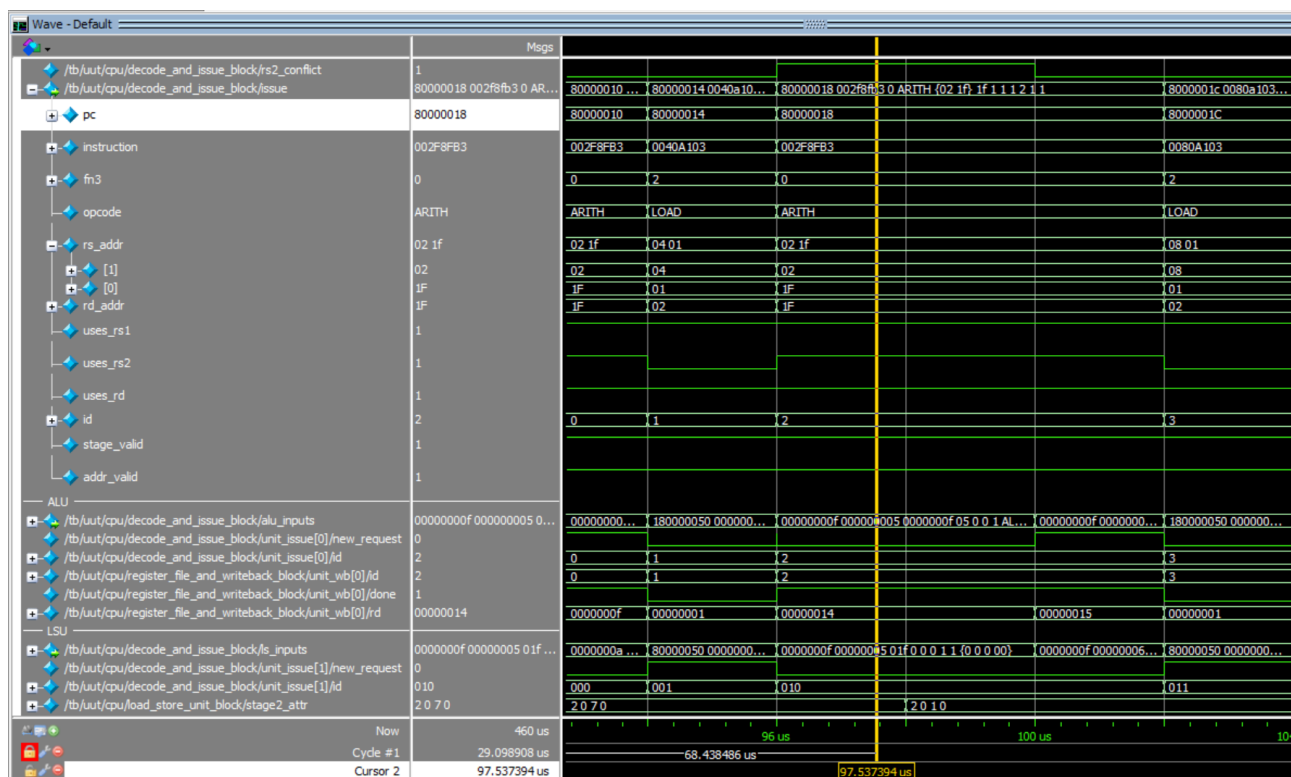 Wave - Default
Msgs
/tb/uut/cpu/decode_and_issue_block/rs2_conflict 1
/tb/uut/cpu/decode_and_issue_block/issue 80000018 002f8fb3 0 AR... 80000010 ... 80000014 0040a10... 80000018 002f8fb3 0 ARITH {02 1f} 1f 1 1 1 2 1 1 8000001c 0080a103...
pc 80000018 80000010 80000014 80000018 8000001C
instruction 002F8FB3 002F8FB3 0040A103 002F8FB3 0080A103
fn3 0 0 2 0 2
opcode ARITH ARITH LOAD ARITH LOAD
rs_addr 02 1f 02 1f 04 01 02 1f 08 01
[1] 02 02 04 02 08
[0] 1F 1F 01 1F 01
rd_addr 1F 1F 02 1F 02
uses_rs1 1
uses_rs2 1
uses_rd 1
id 2 0 1 2 3
stage_valid 1
addr_valid 1
ALU
/tb/uut/cpu/decode_and_issue_block/alu_inputs 00000000f 000000005 0... 00000000... 180000050 000000... 00000000f 000000005 0000000f 05 0 0 1 AL... 00000000f 0000000... 180000050 000000...
/tb/uut/cpu/decode_and_issue_block/unit_issue[0]/new_request 0
/tb/uut/cpu/decode_and_issue_block/unit_issue[0]/id 2 0 1 2 3
/tb/uut/cpu/register_file_and_writeback_block/unit_wb[0]/id 2 0 1 2 3
/tb/uut/cpu/register_file_and_writeback_block/unit_wb[0]/done 1
/tb/uut/cpu/register_file_and_writeback_block/unit_wb[0]/rd 00000014 0000000f 00000001 00000014 00000015 00000001
LSU
/tb/uut/cpu/decode_and_issue_block/ls_inputs 0000000f 00000005 01f ... 0000000a ... 80000050 0000000... 0000000f 00000005 01f 0 0 0 1 1 {0 0 0 00} 0000000f 00000006... 80000050 0000000...
/tb/uut/cpu/decode_and_issue_block/unit_issue[1]/new_request 0
/tb/uut/cpu/decode_and_issue_block/unit_issue[1]/id 010 000 001 010 011
/tb/uut/cpu/load_store_unit_block/stage2_attr 2 0 7 0 2 0 7 0 2 0 1 0
Now 460 us 96 us 100 us
Cycle #1 29.098908 us 68.438486 us
Cursor 2 97.537394 us 97.537394 us